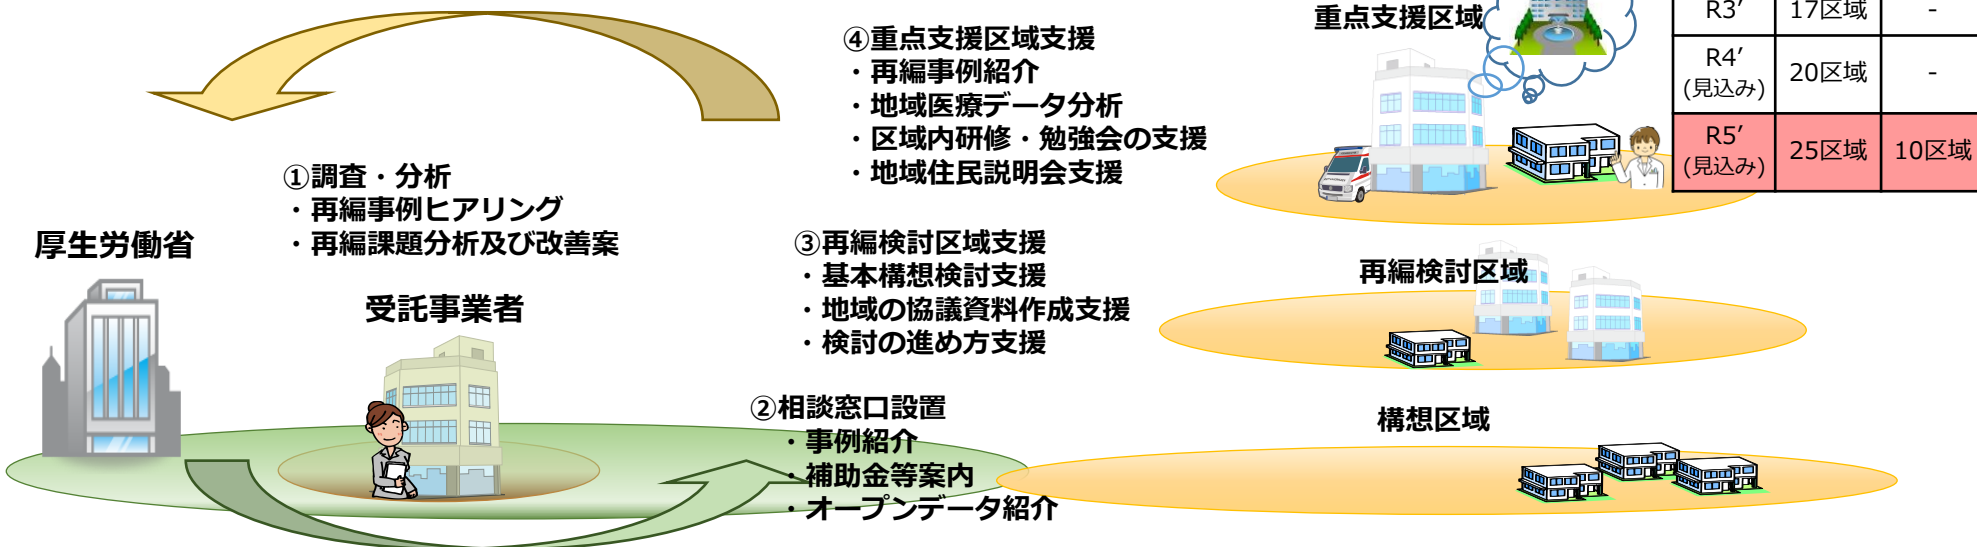 ④重点支援区域支援
・再編事例紹介
・地域医療データ分析
・区域内研修・勉強会の支援
・地域住民説明会支援
重点支援区域
R3’ 17区域 -
R4’
(見込み) 20区域 -
R5’
(見込み) 25区域 10区域
①調査・分析
・再編事例ヒアリング
・再編課題分析及び改善案
厚生労働省
受託事業者
③再編検討区域支援
・基本構想検討支援
・地域の協議資料作成支援
・検討の進め方支援
再編検討区域
②相談窓口設置
・事例紹介
・補助金等案内
・オープンデータ紹介
構想区域